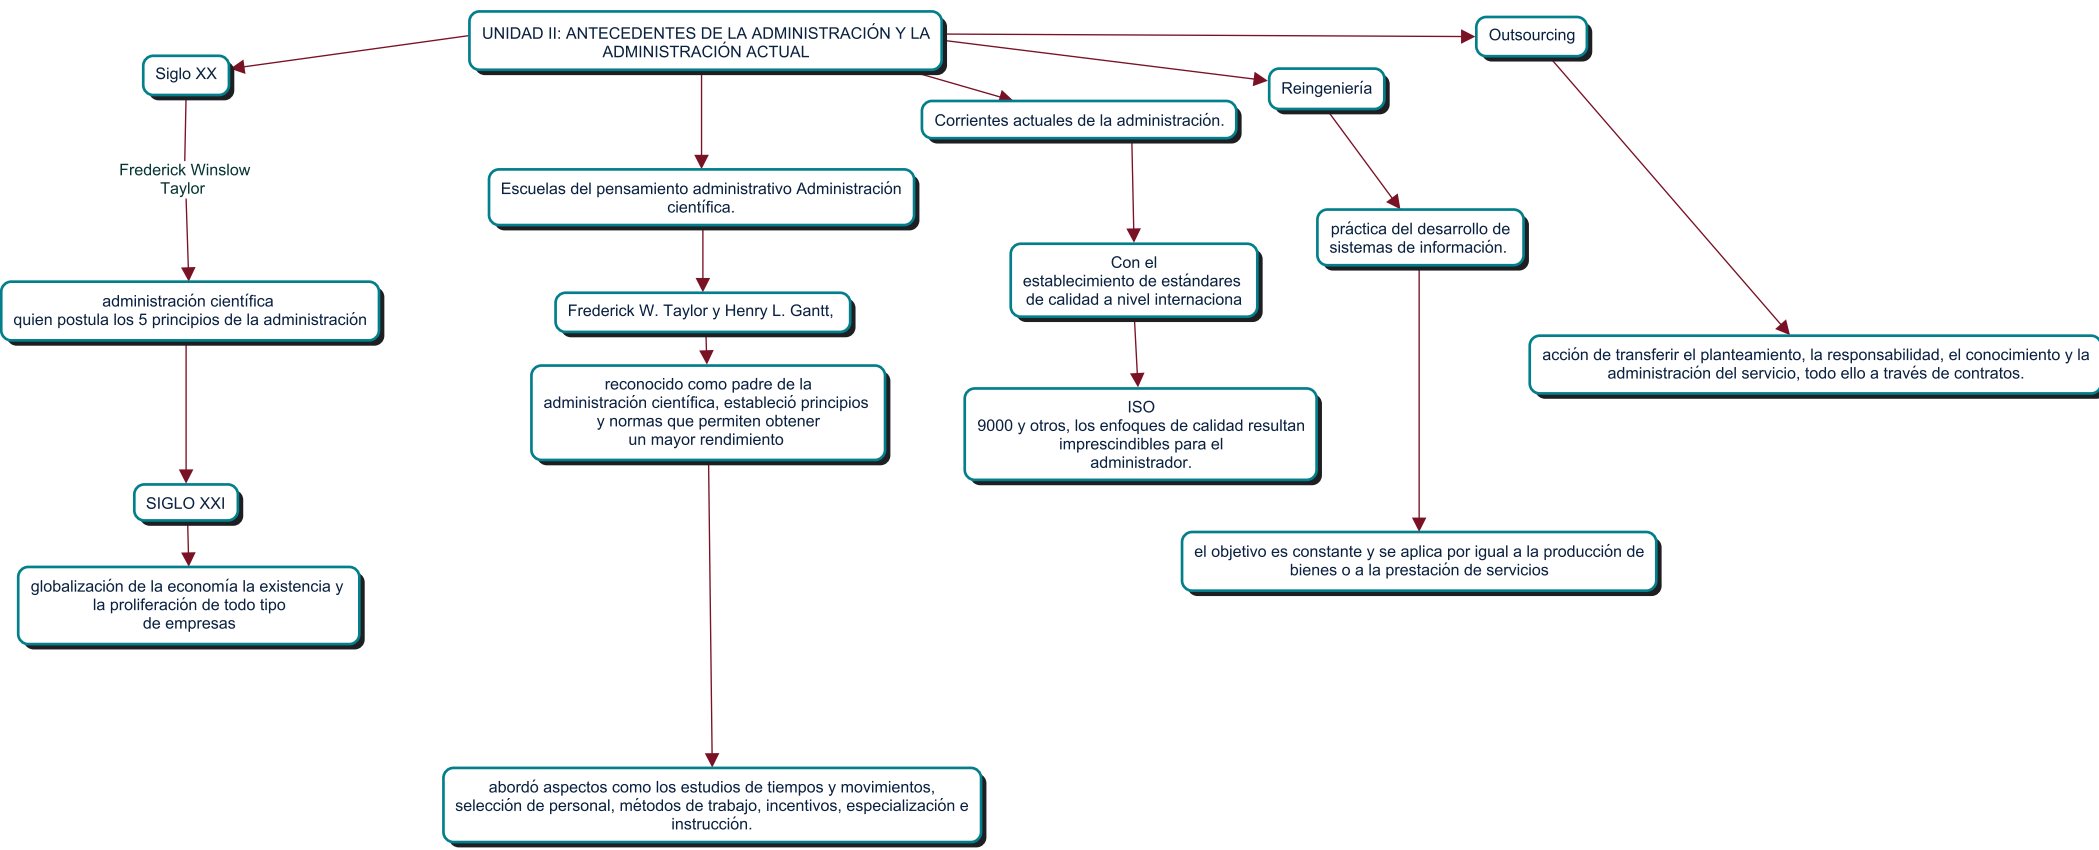 UNIDAD II: ANTECEDENTES DE LA ADMINISTRACIÓN Y LA
ADMINISTRACIÓN ACTUAL
Siglo XX
Frederick Winslow
Taylor
administración científica
quien postula los 5 principios de la administración
SIGLO XXI
globalización de la economía la existencia y
la proliferación de todo tipo
de empresas
Escuelas del pensamiento administrativo Administración
científica.
Frederick W. Taylor y Henry L. Gantt,
reconocido como padre de la
administración científica, estableció principios
y normas que permiten obtener
un mayor rendimiento
abordó aspectos como los estudios de tiempos y movimientos,
selección de personal, métodos de trabajo, incentivos, especialización e
instrucción.
Corrientes actuales de la administración.
Con el
establecimiento de estándares
de calidad a nivel internaciona
ISO
9000 y otros, los enfoques de calidad resultan
imprescindibles para el
administrador.
Reingeniería
práctica del desarrollo de
sistemas de información.
el objetivo es constante y se aplica por igual a la producción de
bienes o a la prestación de servicios
Outsourcing
acción de transferir el planteamiento, la responsabilidad, el conocimiento y la
administración del servicio, todo ello a través de contratos.